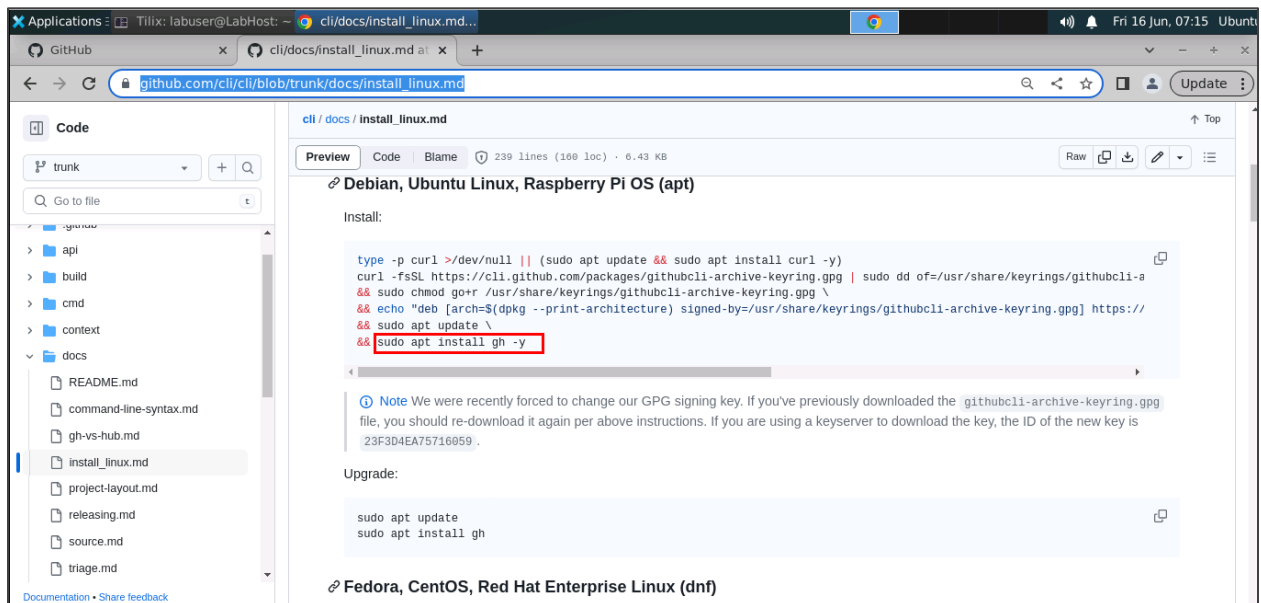 Applications
Tilix: labuser@LabHost: ~
cli/docs/install_linux.md...
Fri 16 Jun, 07:15 Ubuntu
GitHub
cli/docs/install_linux.md at
github.com/cli/cli/blob/trunk/docs/install_linux.md
Update
Code
cli / docs / install_linux.md
Top
trunk
Preview
Code
Blame
239 lines (160 loc) · 6.43 KB
Raw
Go to file
t
Debian, Ubuntu Linux, Raspberry Pi OS (apt)
.github
Install:
api
build
cmd
context
docs
README.md
command-line-syntax.md
gh-vs-hub.md
install_linux.md
project-layout.md
releasing.md
source.md
triage.md
Documentation • Share feedback
type -p curl >/dev/null || (sudo apt update && sudo apt install curl -y)
curl -fsSL https://cli.github.com/packages/githubcli-archive-keyring.gpg | sudo dd of=/usr/share/keyrings/githubcli-a
&& sudo chmod go+r /usr/share/keyrings/githubcli-archive-keyring.gpg \
&& echo "deb [arch=$(dpkg --print-architecture) signed-by=/usr/share/keyrings/githubcli-archive-keyring.gpg] https://
&& sudo apt update \
&& sudo apt install gh -y
Note We were recently forced to change our GPG signing key. If you've previously downloaded the githubcli-archive-keyring.gpg
file, you should re-download it again per above instructions. If you are using a keyserver to download the key, the ID of the new key is
23F3D4EA75716059 .
Upgrade:
sudo apt update
sudo apt install gh
Fedora, CentOS, Red Hat Enterprise Linux (dnf)